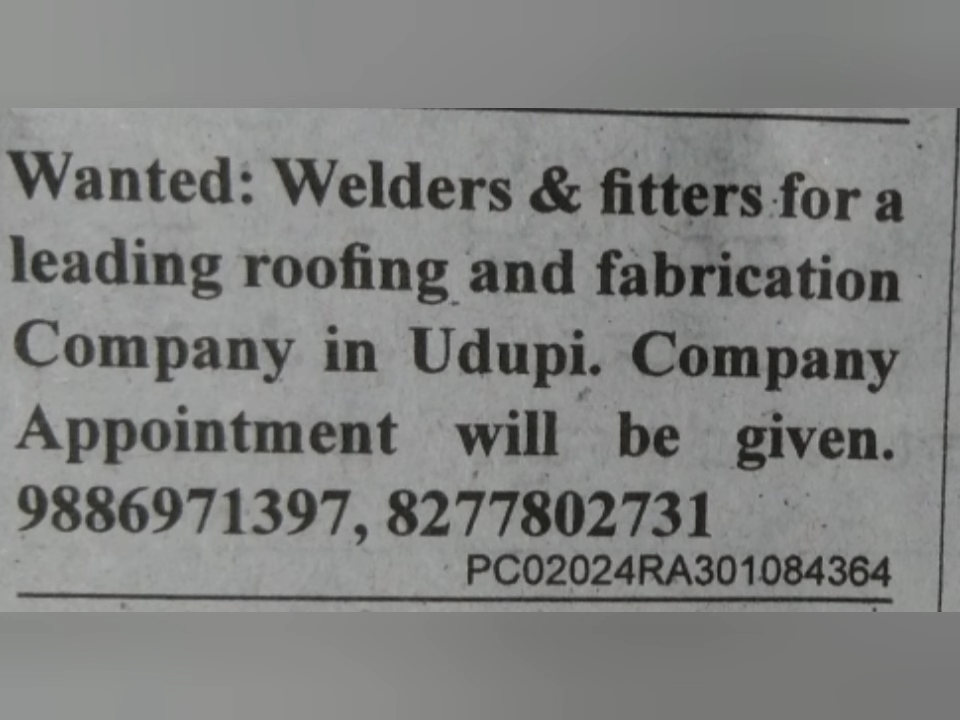 Wanted: Welders & fitters for a
leading roofing and fabrication
Company in Udupi. Company
Appointment will be given.
9886971397, 8277802731
PC02024RA301084364